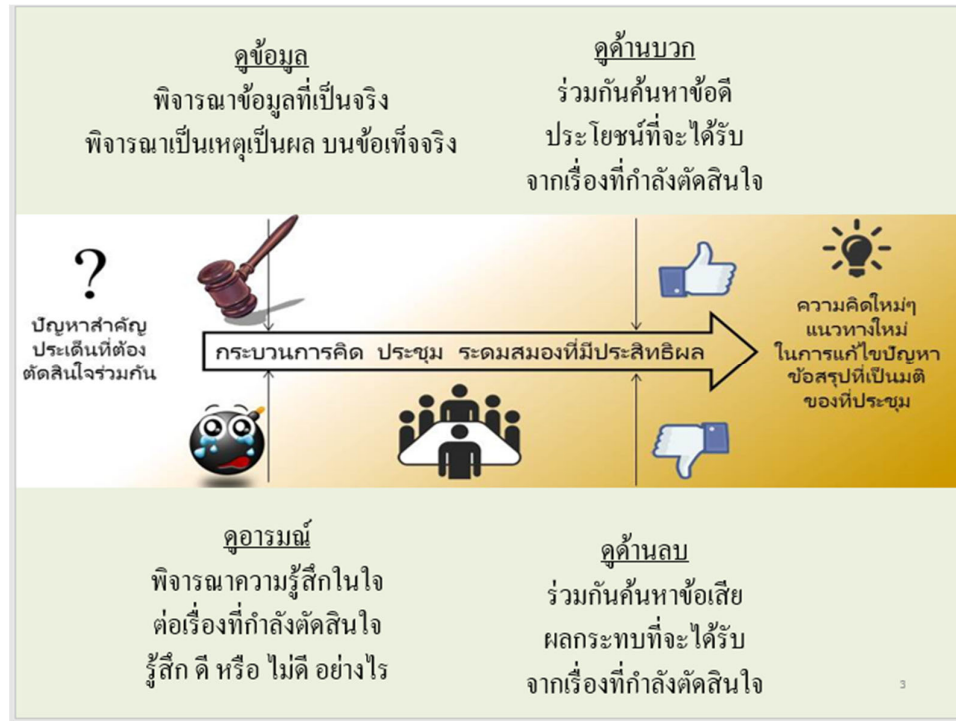 ดูข้อมูล
พิจารณาข้อมูลที่เป็นจริง
พิจารณาเป็นเหตุเป็นผล บนข้อเท็จจริง
ดูด้านบวก
ร่วมกันค้นหาข้อดี
ประโยชน์ที่จะได้รับ
จากเรื่องที่กำลังตัดสินใจ
?
ปัญหาสำคัญ
ประเด็นที่ต้อง
ตัดสินใจร่วมกัน
กระบวนการคิด ประชุม ระดมสมองที่มีประสิทธิผล
ความคิดใหม่ๆ
แนวทางใหม่
ในการแก้ไขปัญหา
ข้อสรุปที่เป็นมติ
ของที่ประชุม
ดูอารมณ์
พิจารณาความรู้สึกในใจ
ต่อเรื่องที่กำลังตัดสินใจ
รู้สึก ดี หรือ ไม่ดี อย่างไร
ดูด้านลบ
ร่วมกันค้นหาข้อเสีย
ผลกระทบที่จะได้รับ
จากเรื่องที่กำลังตัดสินใจ
3